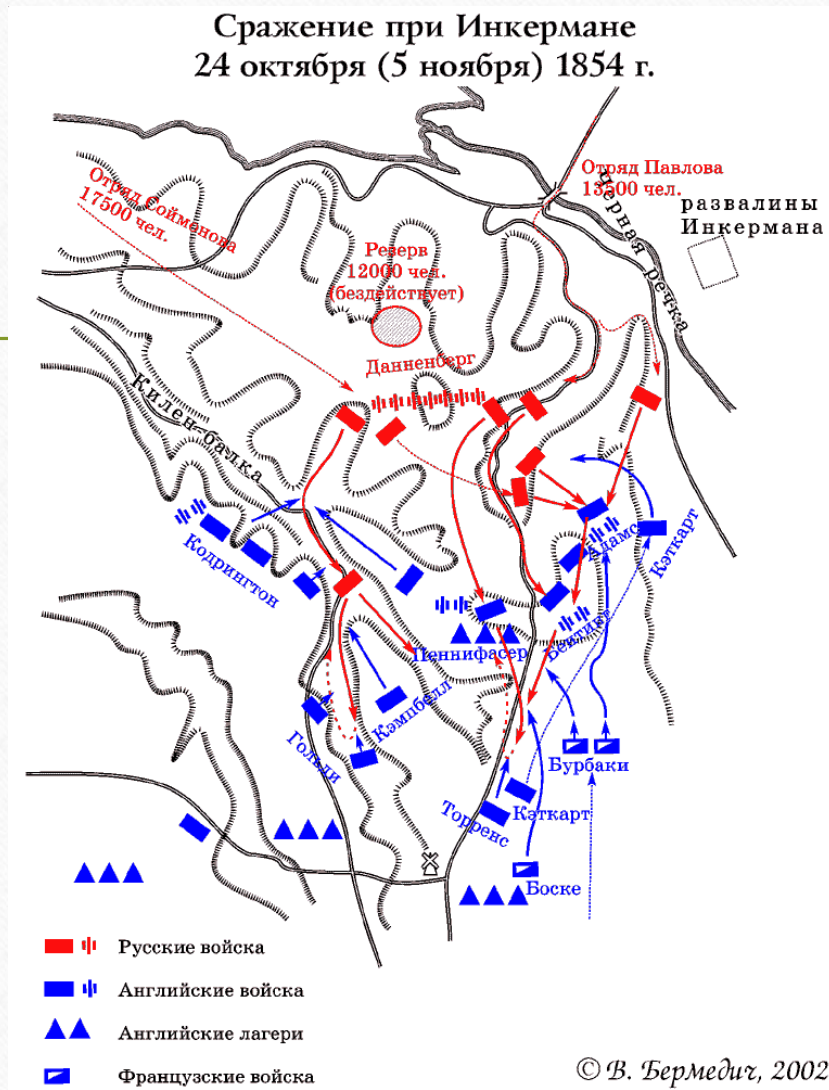 Сражение при Инкермане
24 октября (5 ноября) 1854 г.
Отряд Павлова
13500 чел.
Отряд Соймонова
17500 чел.
Черная речка
развалины
Инкермана
Резерв
12000 чел.
(бездействует)
Данненберг
Килен-балка
Кодрингтон
Адамс
Кэткарт
Пеннифасер
Бентинг
Кэмпбелл
Гольди
Бурбаки
Торренс
Кэткарт
Боске
Русские войска
Английские войска
Английские лагери
Французские войска
© В. Бермедич, 2002